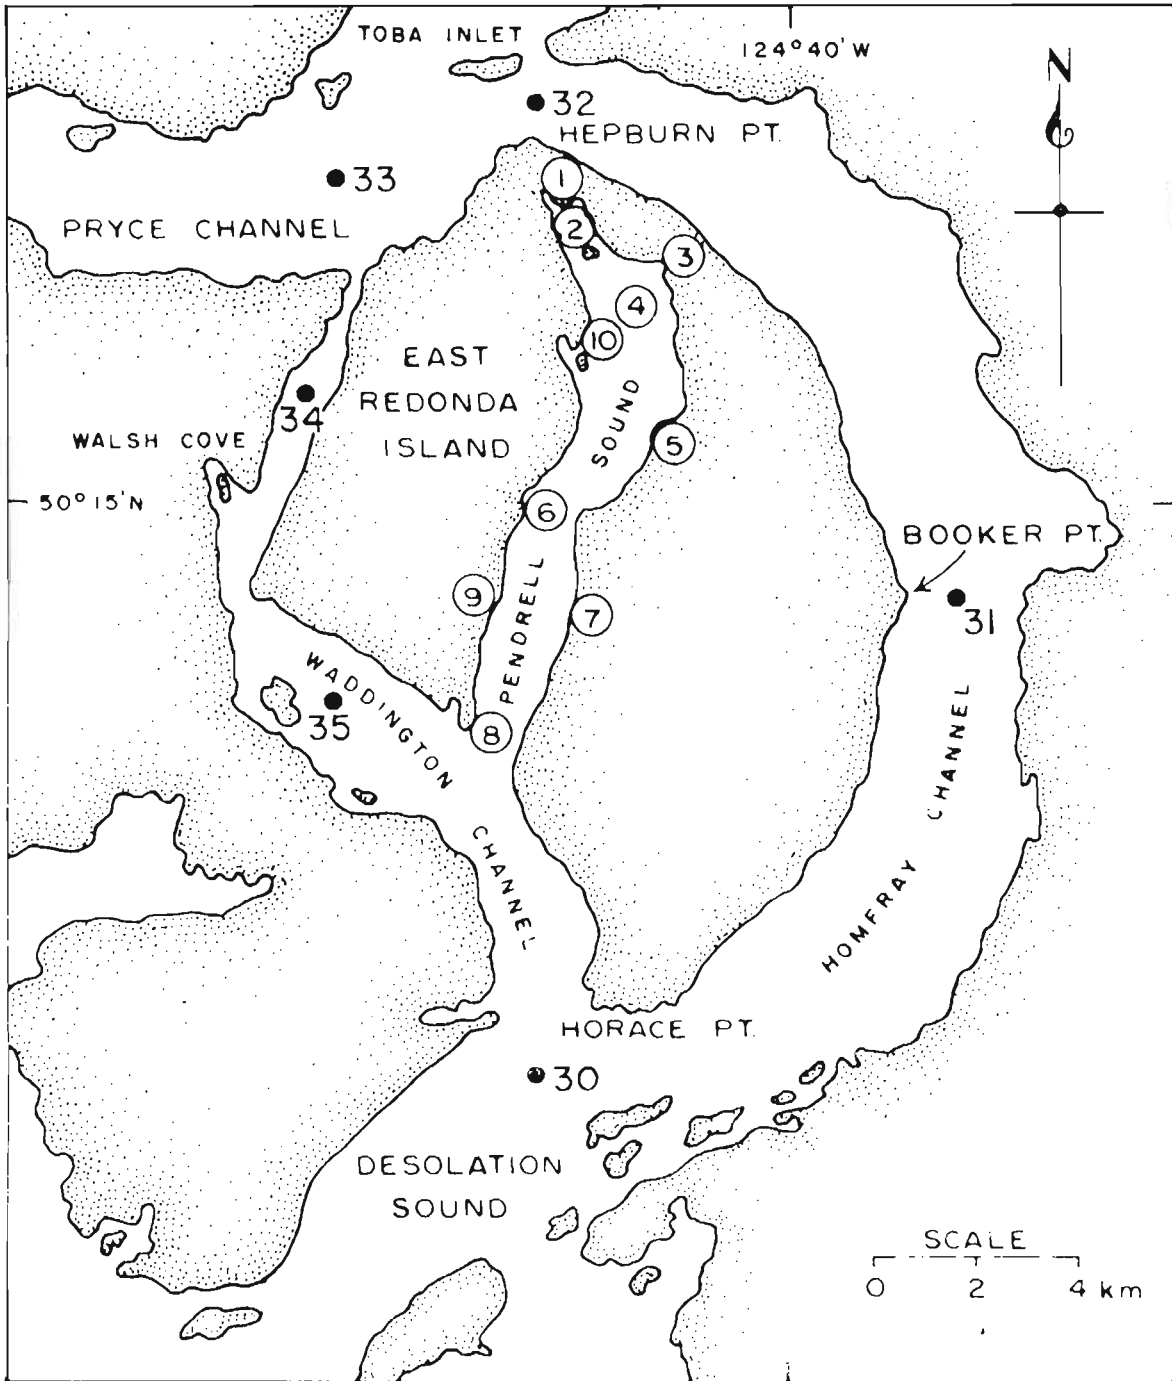 TOBA INLET
124°40'W
N
32
HEPBURN PT.
33
1
PRYCE CHANNEL
2
3
4
10
EAST
REDONDA
ISLAND
34
WALSH COVE
SOUND
5
50°15'N
6
BOOKER PT.
PENDRELL
9
7
31
WADDINGTON
35
8
CHANNEL
CHANNEL
HOMFRAY
HORACE PT.
30
DESOLATION
SOUND
SCALE
0 2 4 km